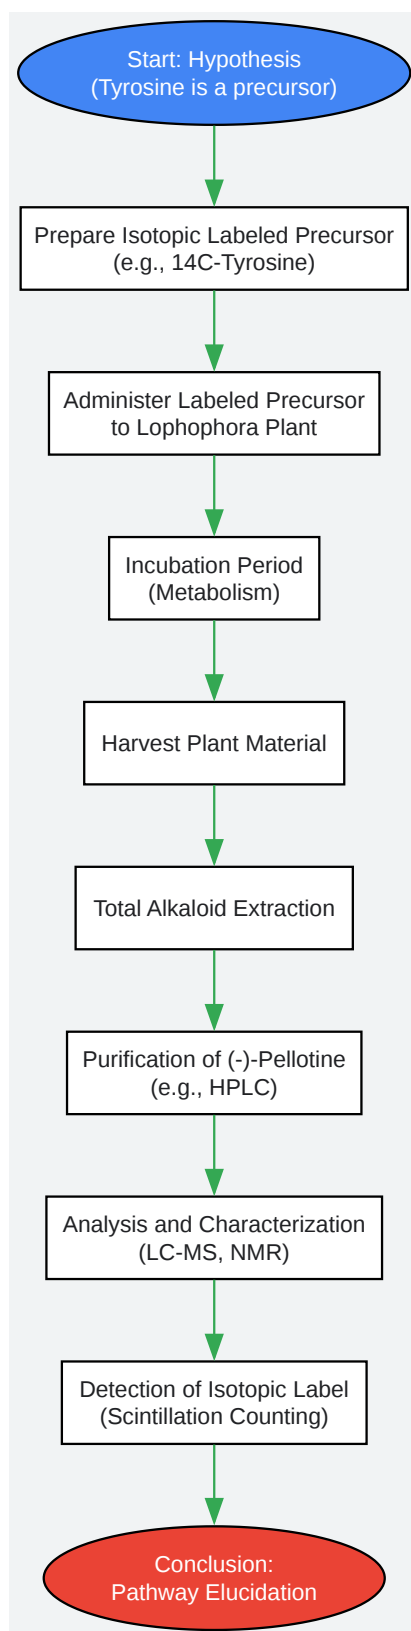 Start: Hypothesis
(Tyrosine is a precursor)
Prepare Isotopic Labeled Precursor
(e.g., 14C-Tyrosine)
Administer Labeled Precursor
to Lophophora Plant
Incubation Period
(Metabolism)
Harvest Plant Material
Total Alkaloid Extraction
Purification of (-)-Pellotine
(e.g., HPLC)
Analysis and Characterization
(LC-MS, NMR)
Detection of Isotopic Label
(Scintillation Counting)
Conclusion:
Pathway Elucidation